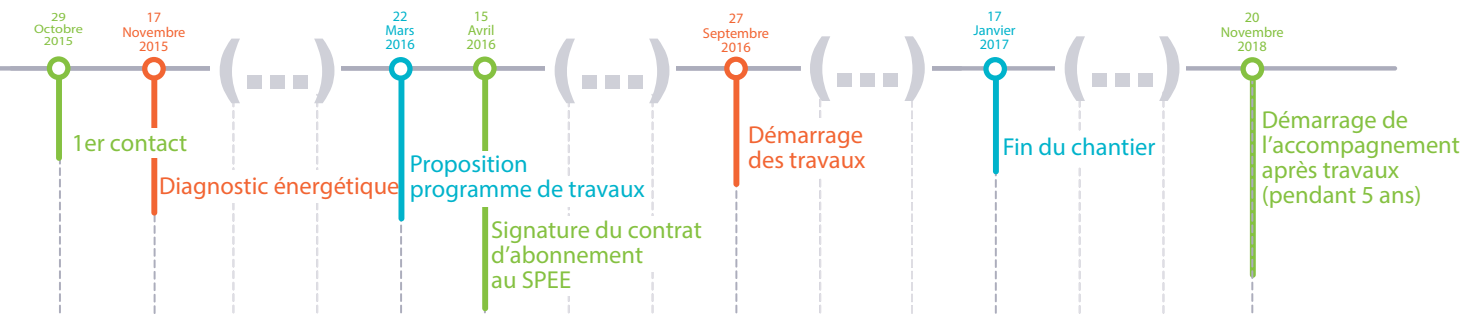 29
Octobre
2015
17
Novembre
2015
(...)
22
Mars
2016
15
Avril
2016
(...)
27
Septembre
2016
(...)
17
Janvier
2017
(...)
20
Novembre
2018
1er contact
Diagnostic énergétique
Proposition
programme de travaux
Signature du contrat
d’abonnement
au SPEE
Démarrage
des travaux
Fin du chantier
Démarrage de
l’accompagnement
après travaux
(pendant 5 ans)